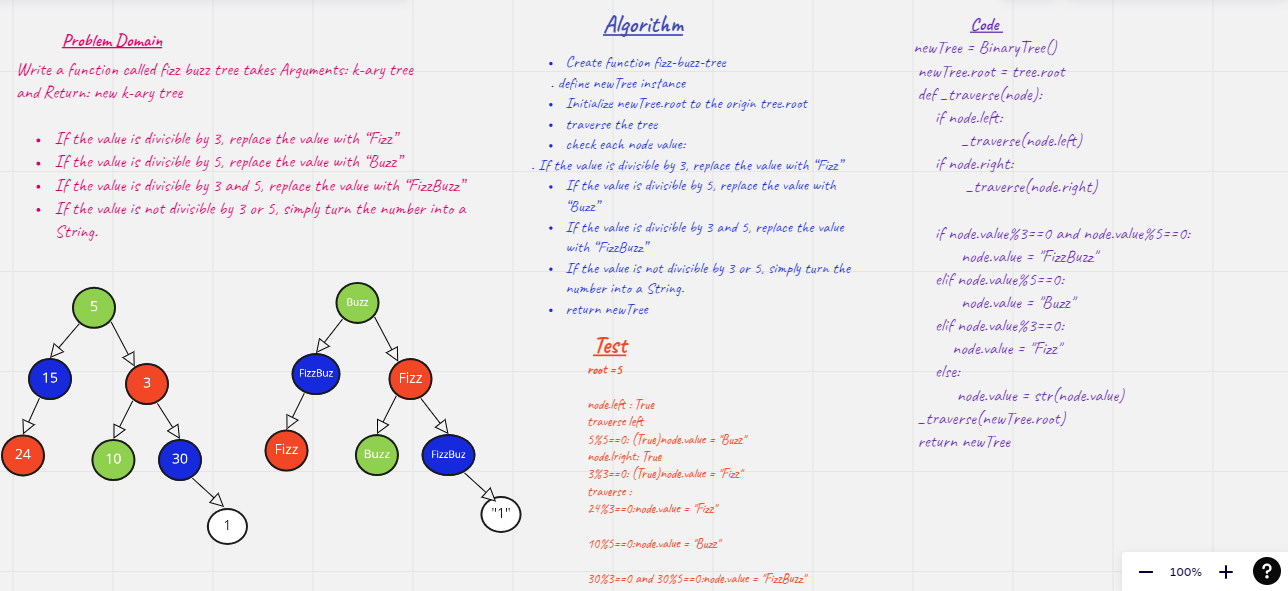 Problem Domain
Write a function called fizz buzz tree takes Arguments: k-ary tree
and Return: new k-ary tree
• If the value is divisible by 3, replace the value with “Fizz”
• If the value is divisible by 5, replace the value with “Buzz”
• If the value is divisible by 3 and 5, replace the value with “FizzBuzz”
• If the value is not divisible by 3 or 5, simply turn the number into a
String.
5
15
3
24
10
30
1
Buzz
FizzBuz
Fizz
Fizz
Buzz
FizzBuz
"1"
Algorithm
• Create function fizz-buzz-tree
. define newTree instance
• Initialize newTree.root to the origin tree.root
• traverse the tree
• check each node value:
. If the value is divisible by 3, replace the value with “Fizz”
• If the value is divisible by 5, replace the value with
“Buzz”
• If the value is divisible by 3 and 5, replace the value
with “FizzBuzz”
• If the value is not divisible by 3 or 5, simply turn the
number into a String.
• return newTree
Test
root =5
node.left : True
traverse left
5%5==0: (True)node.value = "Buzz"
node.lright: True
3%3==0: (True)node.value = "Fizz"
traverse :
24%3==0:node.value = "Fizz"
10%5==0:node.value = "Buzz"
30%3==0 and 30%5==0:node.value = "FizzBuzz"
Code
newTree = BinaryTree()
newTree.root = tree.root
def _traverse(node):
if node.left:
_traverse(node.left)
if node.right:
_traverse(node.right)
if node.value%3==0 and node.value%5==0:
node.value = "FizzBuzz"
elif node.value%5==0:
node.value = "Buzz"
elif node.value%3==0:
node.value = "Fizz"
else:
node.value = str(node.value)
_traverse(newTree.root)
return newTree
100%
?